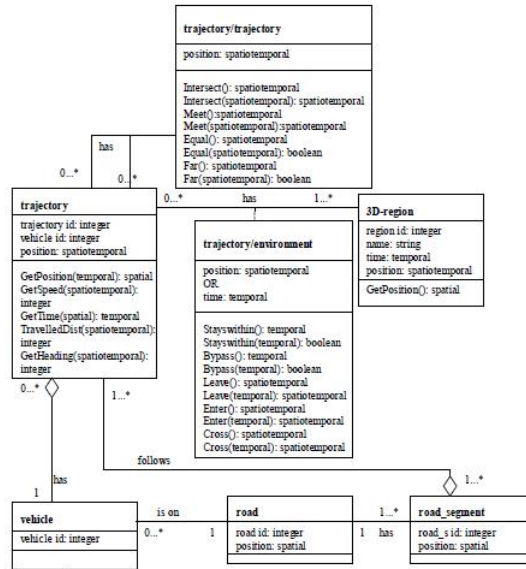 trajectory/trajectory
position: spatiotemporal
Intersect(): spatiotemporal
Intersect(spatiotemporal): spatiotemporal
Meet():spatiotemporal
Meet(spatiotemporal):spatiotemporal
Equal(): spatiotemporal
Equal(spatiotemporal): boolean
Far(): spatiotemporal
Far(spatiotemporal): boolean
has
0...*
0...*
trajectory
trajectory id: integer
vehicle id: integer
position: spatiotemporal
GetPosition(temporal): spatial
GetSpeed(spatiotemporal):
integer
GetTime(spatial): temporal
TravelledDist(spatiotemporal):
integer
GetHeading(spatiotemporal):
integer
0...*
has
1...*
3D-region
region id: integer
name: string
time: temporal
position: spatiotemporal
GetPosition(): spatial
trajectory/environment
position: spatiotemporal
OR
time: temporal
Stayswithin(): temporal
Stayswithin(temporal): boolean
Bypass(): temporal
Bypass(temporal): boolean
Leave(): spatiotemporal
Leave(temporal): spatiotemporal
Enter(): spatiotemporal
Enter(temporal): spatiotemporal
Cross(): spatiotemporal
Cross(temporal): spatiotemporal
0...*
1...*
follows
1...*
has
1
vehicle
vehicle id: integer
is on
0...*
1
road
road id: integer
position: spatial
1...*
1
has
road_segment
road_s id: integer
position: spatial